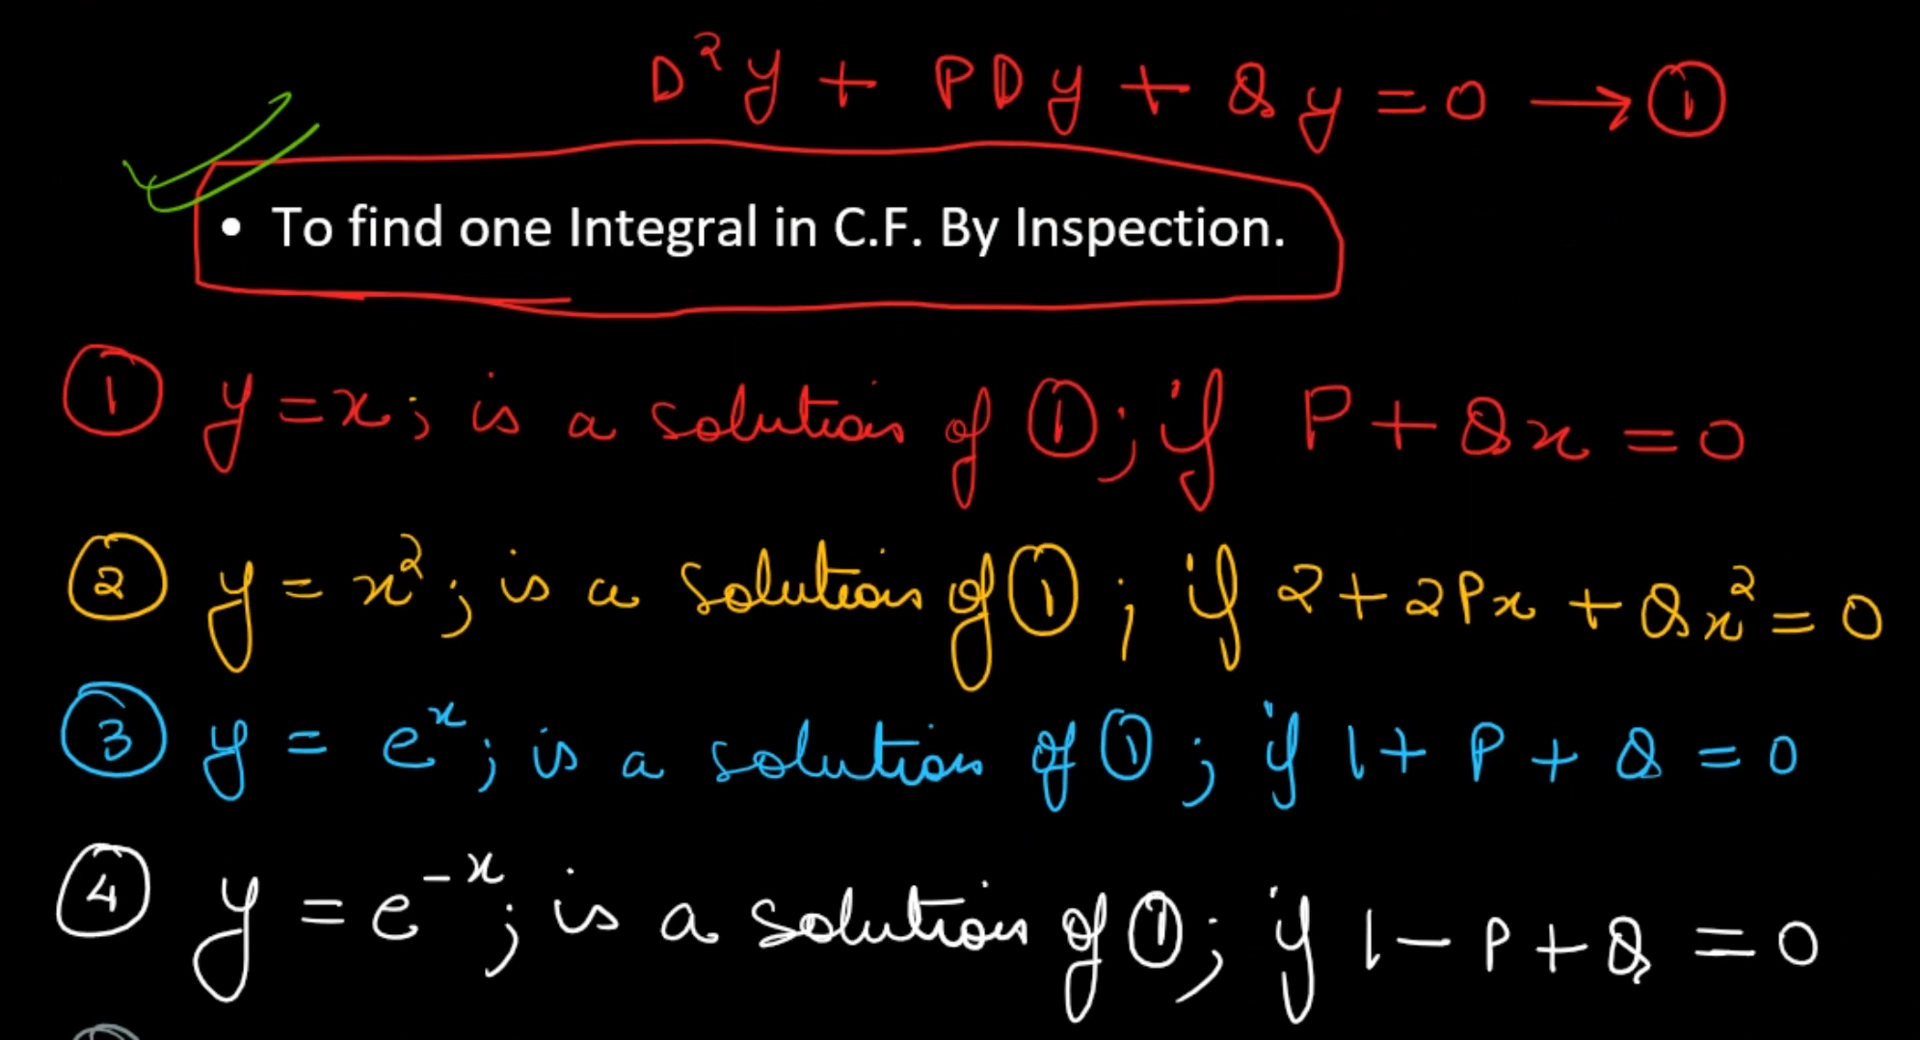 D²y + PDy + Qy = 0 → ①
• To find one Integral in C.F. By Inspection.
① y = x; is a solution of ①; if P + Qx = 0
② y = x²; is a solution of ①; if 2 + 2Px + Qx² = 0
③ y = eˣ; is a solution of ①; if 1 + P + Q = 0
④ y = e⁻ˣ; is a solution of ①; if 1 - P + Q = 0